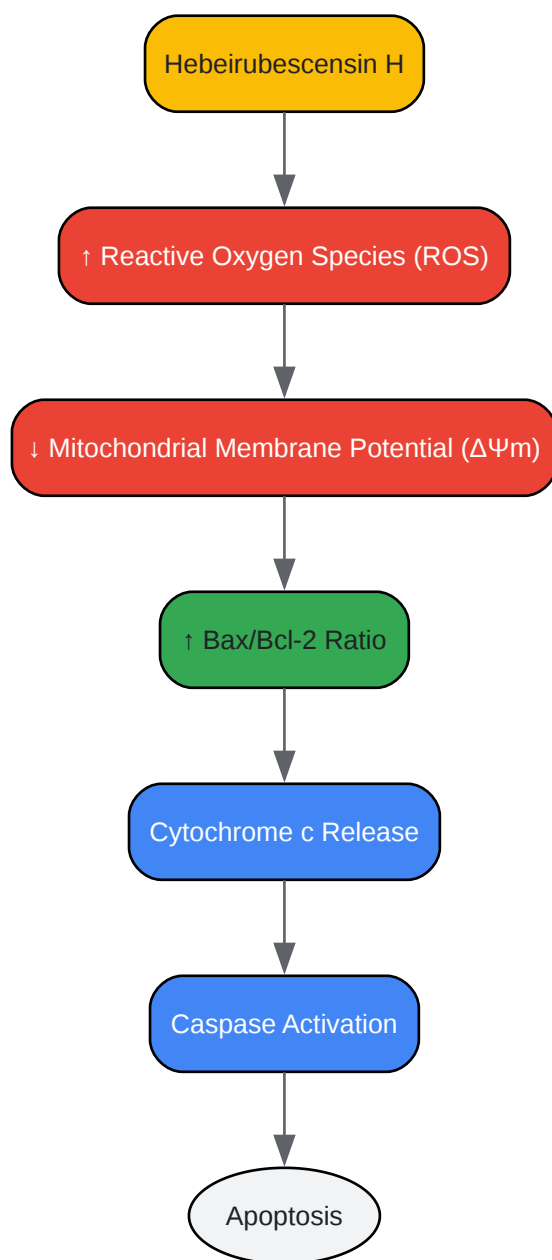 Hebeirubescensin H
↑ Reactive Oxygen Species (ROS)
↓ Mitochondrial Membrane Potential (ΔΨm)
↑ Bax/Bcl-2 Ratio
Cytochrome c Release
Caspase Activation
Apoptosis